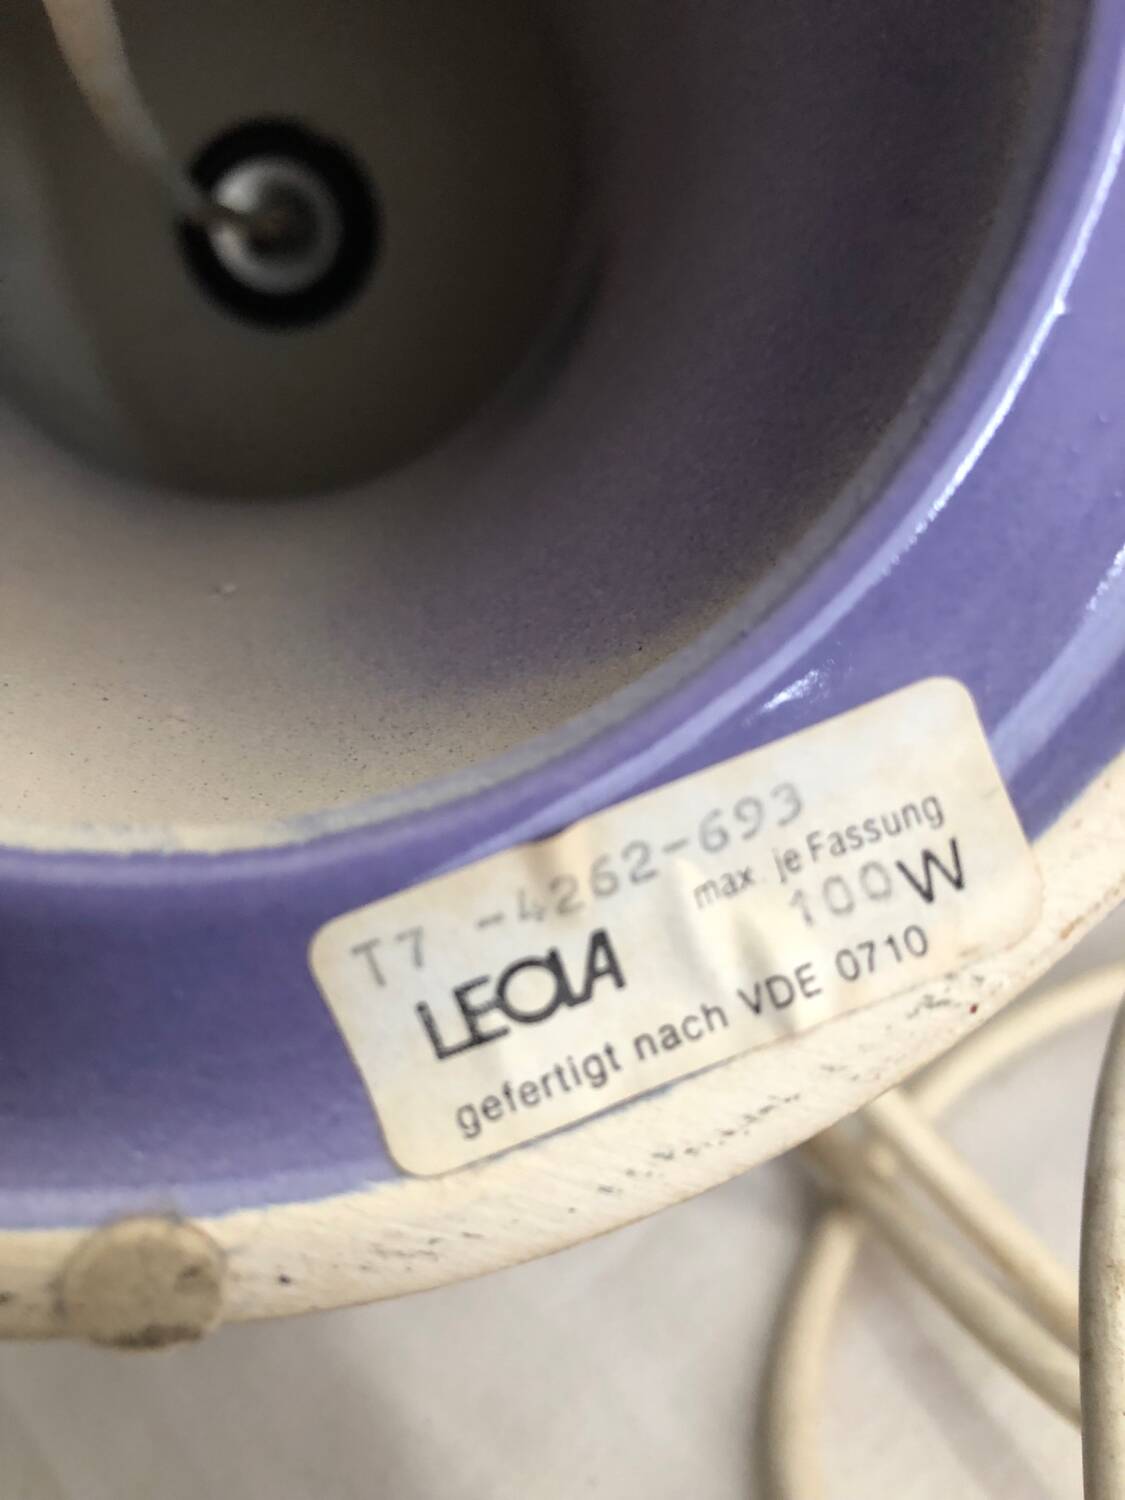 T7 -4262-693
max. je Fassung
100W
LEOLA
gefertigt nach VDE 0710